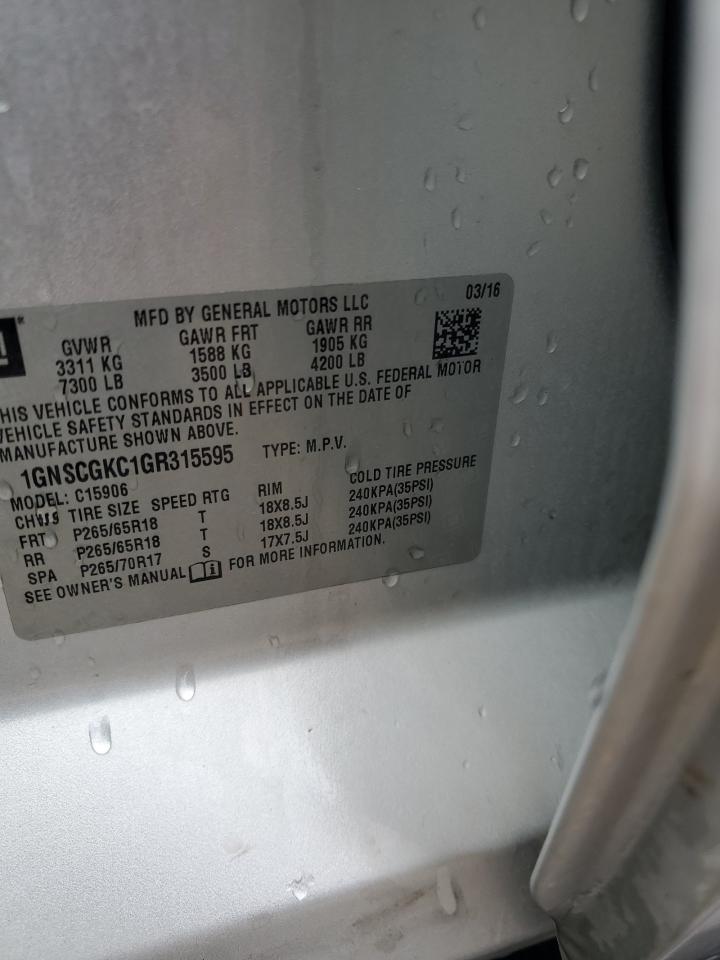 MFD BY GENERAL MOTORS LLC 03/16
GVWR GAWR FRT GAWR RR
3311 KG 1588 KG 1905 KG
7300 LB 3500 LB 4200 LB
HIS VEHICLE CONFORMS TO ALL APPLICABLE U.S. FEDERAL MOTOR
VEHICLE SAFETY STANDARDS IN EFFECT ON THE DATE OF
MANUFACTURE SHOWN ABOVE.
1GNSCGKC1GR315595 TYPE: M.P.V.
MODEL: C15906
TIRE SIZE SPEED RTG RIM COLD TIRE PRESSURE
FRT P265/65R18 T 18X8.5J 240KPA(35PSI)
RR P265/65R18 T 18X8.5J 240KPA(35PSI)
SPA P265/70R17 S 17X7.5J 240KPA(35PSI)
SEE OWNER'S MANUAL FOR MORE INFORMATION.